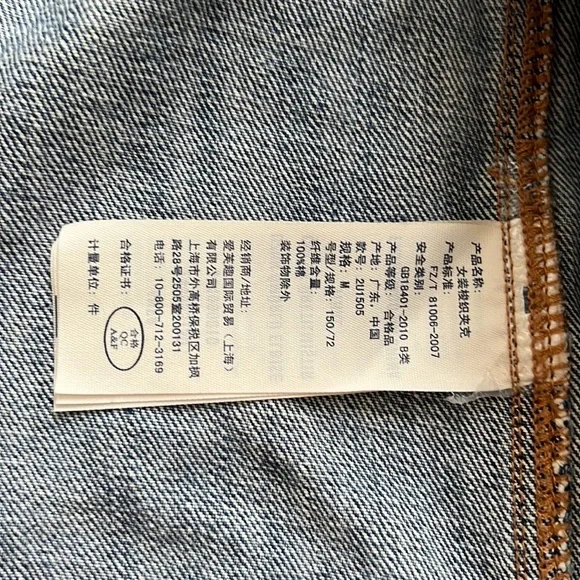 产品名称:
女装梭织夹克
产品标准:
FZ/T 81006-2007
安全类别:
GB18401-2010 B类
产品等级: 合格品
产地: 广东, 中国
款号: 2U1505
规格: M
号型/规格: 150/72
纤维含量:
100%棉
装饰物除外
经销商/地址:
爱芙趣国际贸易 (上海)
有限公司
上海市外高桥保税区加枫
路28号2505室200131
电话: 10-800-712-3169
合格证书:
合格
QC
A&F
计量单位: 件